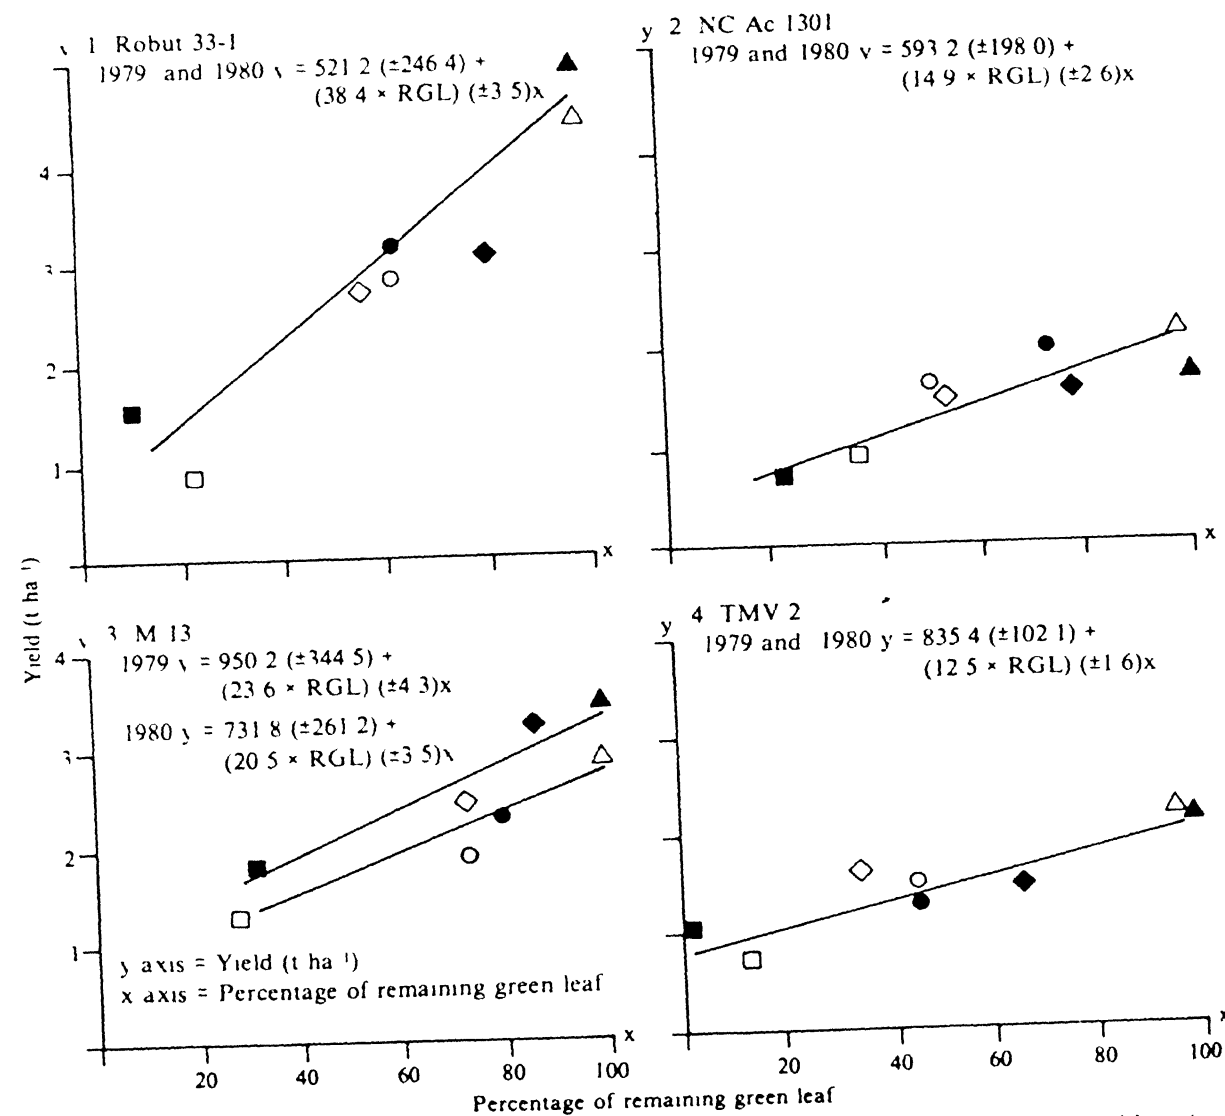 y 1 Robut 33-1
1979 and 1980 y = 521 2 (±246 4) +
(38 4 × RGL) (±3 5)x
4
3
2
1
x
y 2 NC Ac 1301
1979 and 1980 y = 593 2 (±198 0) +
(14 9 × RGL) (±2 6)x
x
Yield (t ha ¹)
y 3 M 13
4
1979 y = 950 2 (±344 5) +
(23 6 × RGL) (±4 3)x
1980 y = 731 8 (±261 2) +
(20 5 × RGL) (±3 5)x
3
2
1
y axis = Yield (t ha ¹)
x axis = Percentage of remaining green leaf
x
20 40 60 80 100
y 4 TMV 2
1979 and 1980 y = 835 4 (±102 1) +
(12 5 × RGL) (±1 6)x
x
20 40 60 80 100
Percentage of remaining green leaf